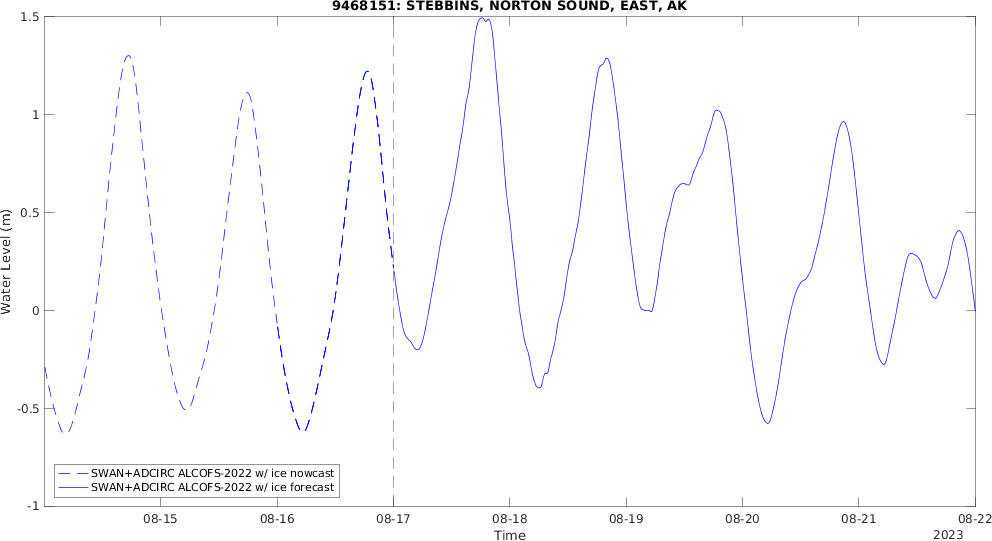 9468151: STEBBINS, NORTON SOUND, EAST, AK
1.5
1
0.5
0
-0.5
-1
Water Level (m)
SWAN+ADCIRC ALCOFS-2022 w/ ice nowcast
SWAN+ADCIRC ALCOFS-2022 w/ ice forecast
08-15 08-16 08-17 08-18 08-19 08-20 08-21 08-22
Time
2023